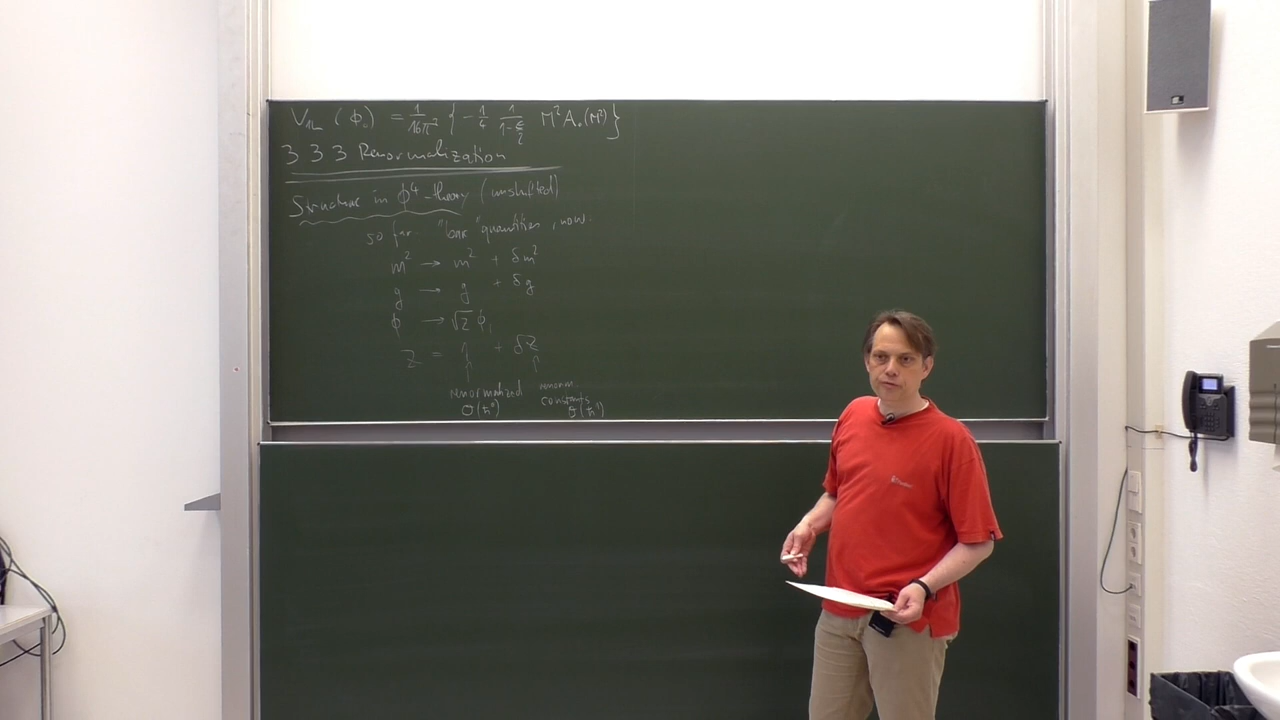 V₁L (ϕ₀) = 1/16π² { - 1/4 1/(1-ε/2) M²A₀(M²) }
3 3 3 Renormalization
Structure in ϕ⁴-theory (unshifted)
so far "bare" quantities, now:
m² → m² + δm²
g → g + δg
ϕ → √Z ϕ,
Z = 1 + δZ
↑ ↑
renormalized renorm.
constants
O(ħ⁰) O(ħ¹)